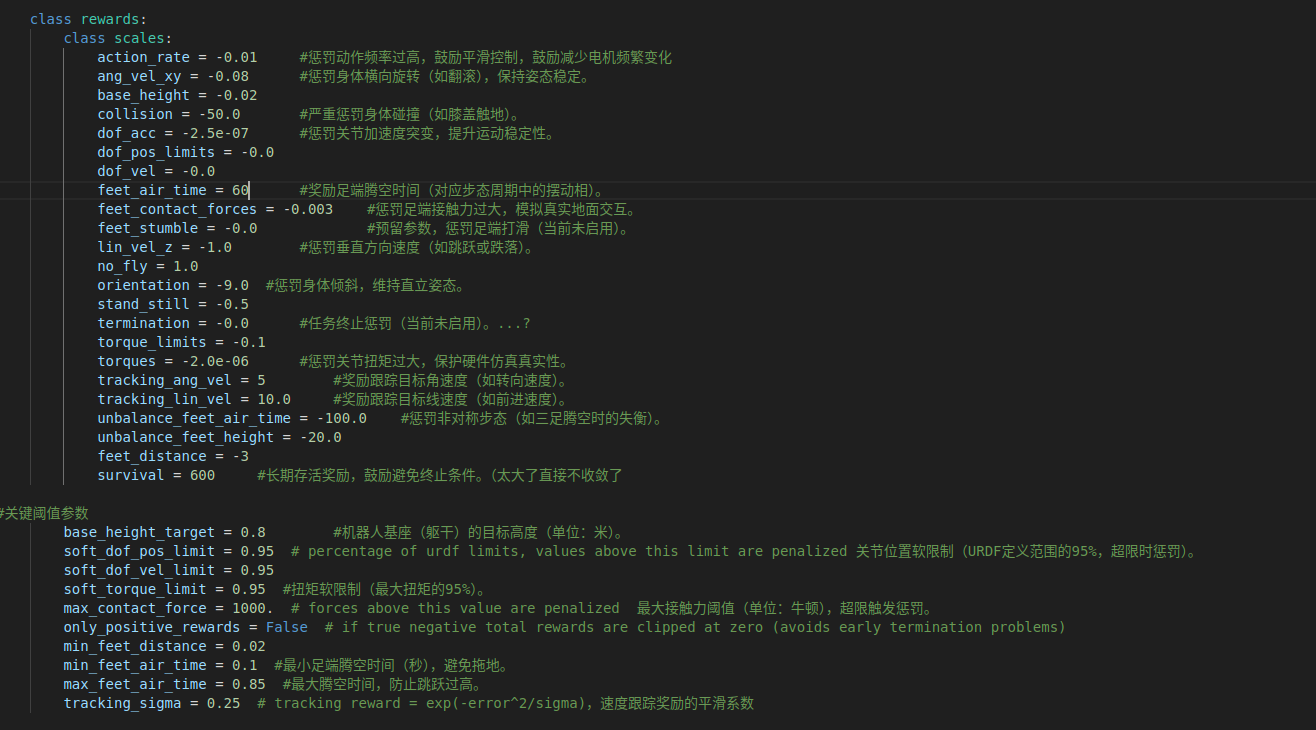 class rewards:
class scales:
action_rate = -0.01 #惩罚动作频率过高，鼓励平滑控制，鼓励减少电机频繁变化
ang_vel_xy = -0.08 #惩罚身体横向旋转（如翻滚），保持姿态稳定。
base_height = -0.02
collision = -50.0 #严重惩罚身体碰撞（如膝盖触地）。
dof_acc = -2.5e-07 #惩罚关节加速度突变，提升运动稳定性。
dof_pos_limits = -0.0
dof_vel = -0.0
feet_air_time = 60 #奖励足端腾空时间（对应步态周期中的摆动相）。
feet_contact_forces = -0.003 #惩罚足端接触力过大，模拟真实地面交互。
feet_stumble = -0.0 #预留参数，惩罚足端打滑（当前未启用）。
lin_vel_z = -1.0 #惩罚垂直方向速度（如跳跃或跌落）。
no_fly = 1.0
orientation = -9.0 #惩罚身体倾斜，维持直立姿态。
stand_still = -0.5
termination = -0.0 #任务终止惩罚（当前未启用）。...?
torque_limits = -0.1
torques = -2.0e-06 #惩罚关节扭矩过大，保护硬件仿真真实性。
tracking_ang_vel = 5 #奖励跟踪目标角速度（如转向速度）。
tracking_lin_vel = 10.0 #奖励跟踪目标线速度（如前进速度）。
unbalance_feet_air_time = -100.0 #惩罚非对称步态（如三足腾空时的失衡）。
unbalance_feet_height = -20.0
feet_distance = -3
survival = 600 #长期存活奖励，鼓励避免终止条件。（太大了直接不收敛了
#关键阈值参数
base_height_target = 0.8 #机器人基座（躯干）的目标高度（单位：米）。
soft_dof_pos_limit = 0.95 # percentage of urdf limits, values above this limit are penalized 关节位置软限制（URDF定义范围的95%，超限时惩罚）。
soft_dof_vel_limit = 0.95
soft_torque_limit = 0.95 #扭矩软限制（最大扭矩的95%）。
max_contact_force = 1000. # forces above this value are penalized 最大接触力阈值（单位：牛顿），超限触发惩罚。
only_positive_rewards = False # if true negative total rewards are clipped at zero (avoids early termination problems)
min_feet_distance = 0.02
min_feet_air_time = 0.1 #最小足端腾空时间（秒），避免拖地。
max_feet_air_time = 0.85 #最大腾空时间，防止跳跃过高。
tracking_sigma = 0.25 # tracking reward = exp(-error^2/sigma)，速度跟踪奖励的平滑系数